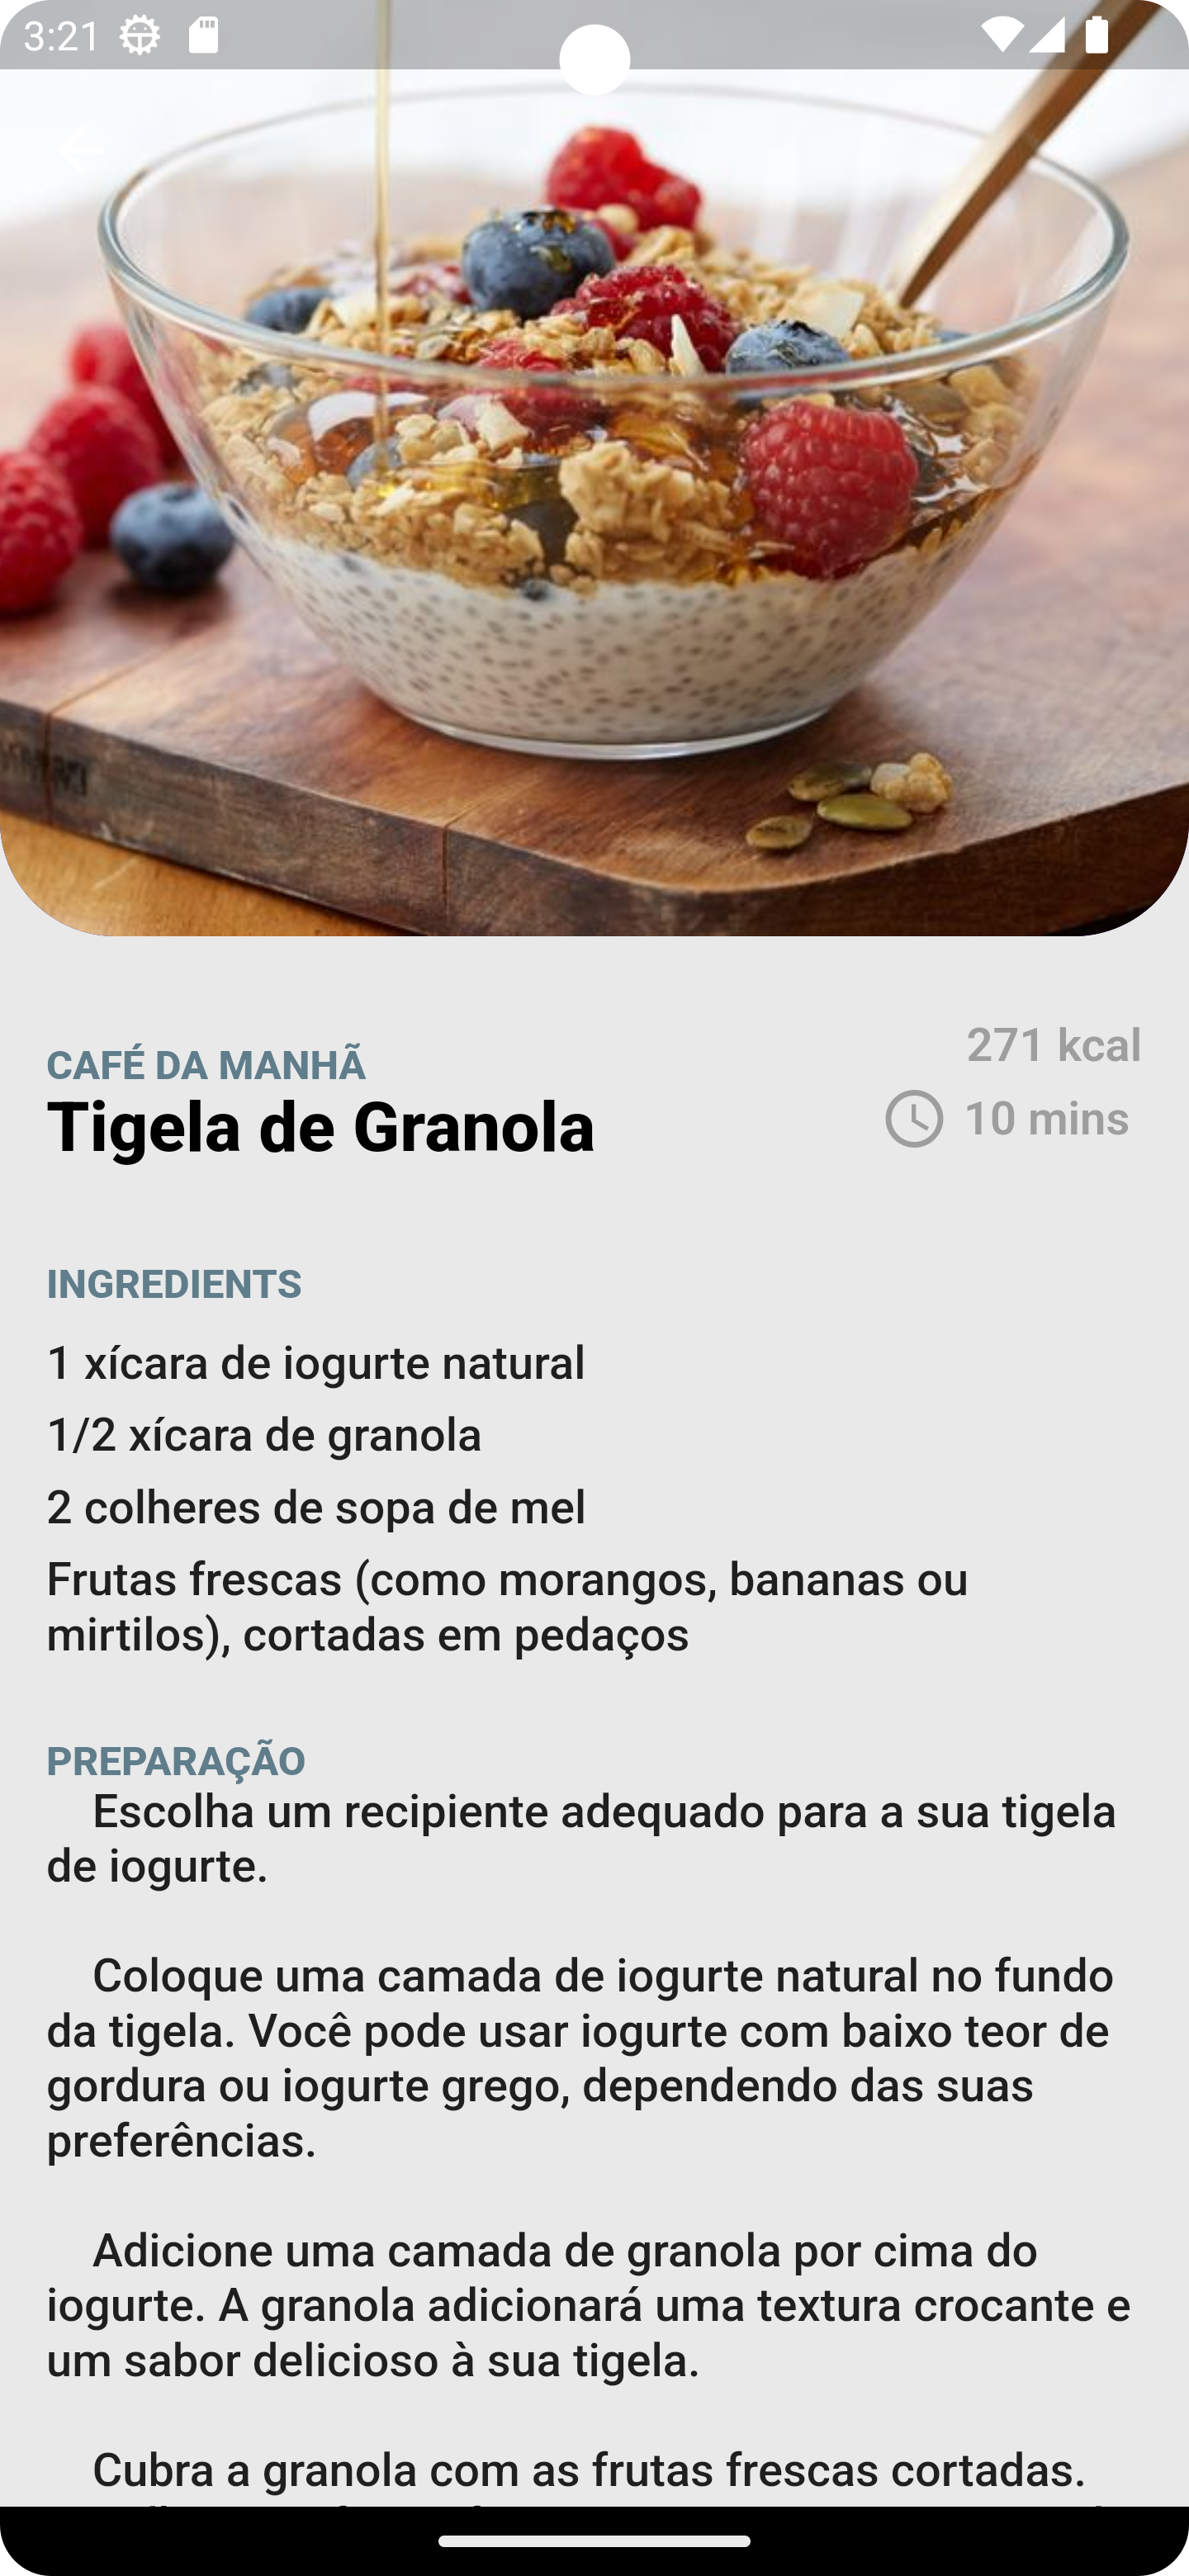 3:21
CAFÉ DA MANHÃ
271 kcal
Tigela de Granola
10 mins
INGREDIENTS
1 xícara de iogurte natural
1/2 xícara de granola
2 colheres de sopa de mel
Frutas frescas (como morangos, bananas ou
mirtilos), cortadas em pedaços
PREPARAÇÃO
Escolha um recipiente adequado para a sua tigela
de iogurte.
Coloque uma camada de iogurte natural no fundo
da tigela. Você pode usar iogurte com baixo teor de
gordura ou iogurte grego, dependendo das suas
preferências.
Adicione uma camada de granola por cima do
iogurte. A granola adicionará uma textura crocante e
um sabor delicioso à sua tigela.
Cubra a granola com as frutas frescas cortadas.